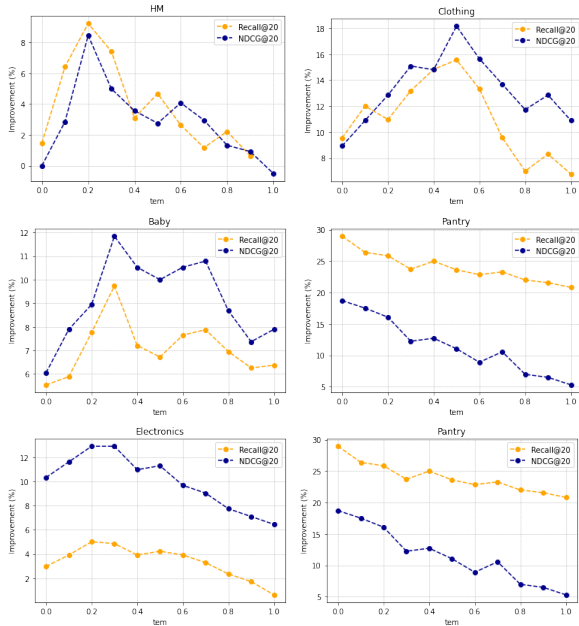 HM
Improvement (%)
8
6
4
2
0
Recall@20
NDCG@20
0.0 0.2 0.4 0.6 0.8 1.0
tem
Clothing
Improvement (%)
18
16
14
12
10
8
Recall@20
NDCG@20
0.0 0.2 0.4 0.6 0.8 1.0
tem
Baby
Improvement (%)
12
11
10
9
8
7
6
Recall@20
NDCG@20
0.0 0.2 0.4 0.6 0.8 1.0
tem
Pantry
Improvement (%)
30
25
20
15
10
5
Recall@20
NDCG@20
0.0 0.2 0.4 0.6 0.8 1.0
tem
Electronics
Improvement (%)
12
10
8
6
4
2
Recall@20
NDCG@20
0.0 0.2 0.4 0.6 0.8 1.0
tem
Pantry
Improvement (%)
30
25
20
15
10
5
Recall@20
NDCG@20
0.0 0.2 0.4 0.6 0.8 1.0
tem